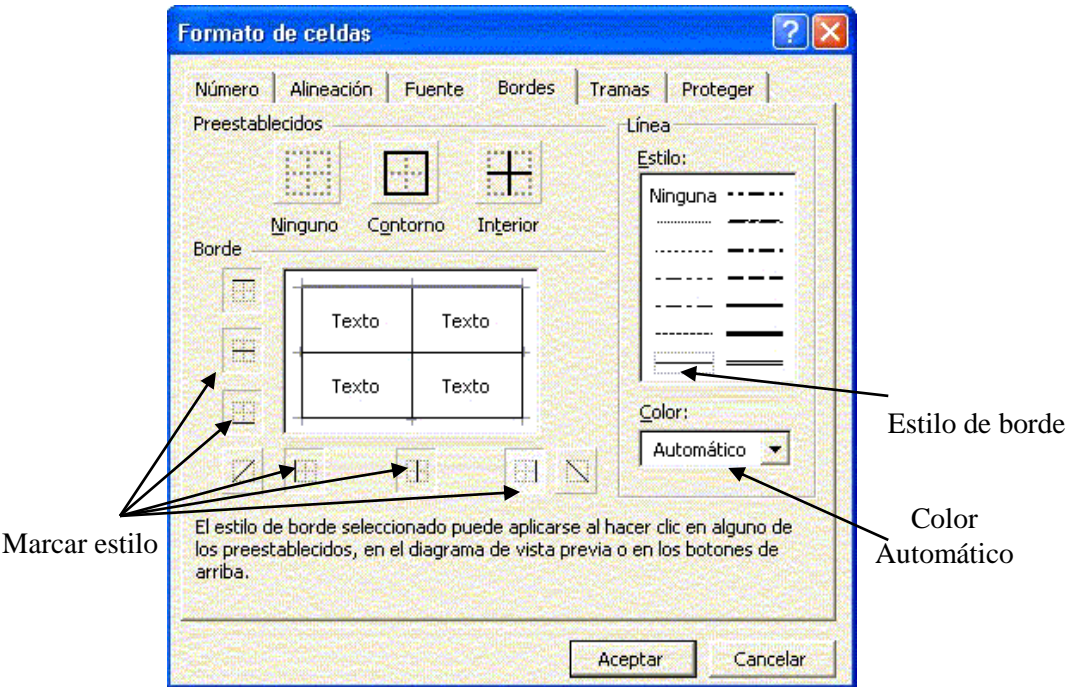 Formato de celdas
Número
Alineación
Fuente
Bordes
Tramas
Proteger
Preestablecidos
Ninguno
Contorno
Interior
Línea
Estilo:
Ninguna
Borde
Texto Texto
Texto Texto
Color:
Automático
Estilo de borde
Color
Automático
Marcar estilo
El estilo de borde seleccionado puede aplicarse al hacer clic en alguno de
los preestablecidos, en el diagrama de vista previa o en los botones de
arriba.
Aceptar
Cancelar